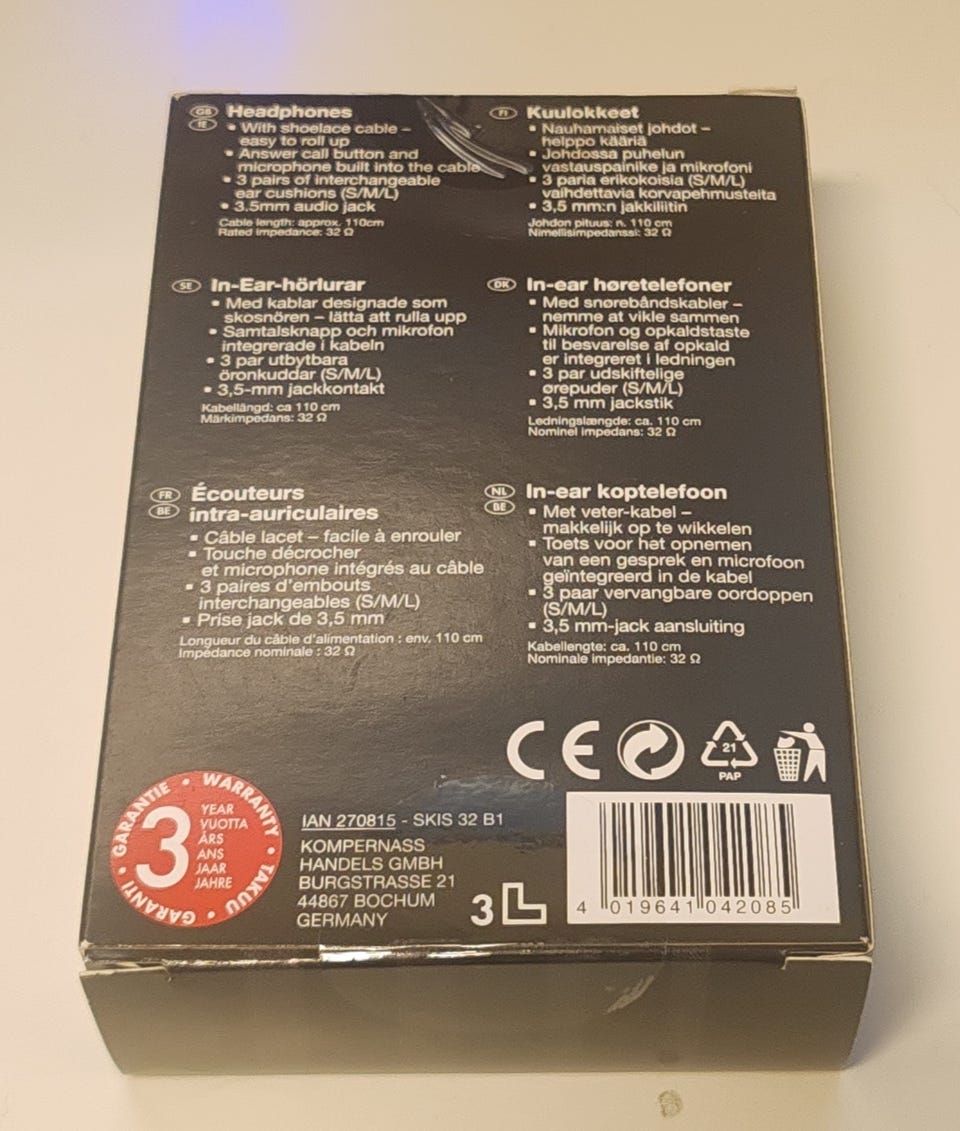 GB
IE
Headphones
• With shoelace cable –
easy to roll up
• Answer call button and
microphone built into the cable
• 3 pairs of interchangeable
ear cushions (S/M/L)
• 3.5mm audio jack
Cable length: approx. 110cm
Rated impedance: 32 Ω
FI
Kuulokkeet
• Nauhamaiset johdot –
helppo kääriä
• Johdossa puhelun
vastauspainike ja mikrofoni
• 3 paria erikokoisia (S/M/L)
vaihdettavia korvapehmusteita
• 3,5 mm:n jakkiliitin
Johdon pituus: n. 110 cm
Nimellisimpedanssi: 32 Ω
SE
In-Ear-hörlurar
• Med kablar designade som
skosnören – lätta att rulla upp
• Samtalsknapp och mikrofon
integrerade i kabeln
• 3 par utbytbara
öronkuddar (S/M/L)
• 3,5-mm jackkontakt
Kabellängd: ca 110 cm
Märkimpedans: 32 Ω
DK
In-ear høretelefoner
• Med snørebåndskabler –
nemme at vikle sammen
• Mikrofon og opkaldstaste
til besvarelse af opkald
er integreret i ledningen
• 3 par udskiftelige
ørepuder (S/M/L)
• 3,5 mm jackstik
Ledningslængde: ca. 110 cm
Nominel impedans: 32 Ω
FR
BE
Écouteurs
intra-auriculaires
• Câble lacet – facile à enrouler
• Touche décrocher
et microphone intégrés au câble
• 3 paires d'embouts
interchangeables (S/M/L)
• Prise jack de 3,5 mm
Longueur du câble d'alimentation : env. 110 cm
Impédance nominale : 32 Ω
NL
BE
In-ear koptelefoon
• Met veter-kabel –
makkelijk op te wikkelen
• Toets voor het opnemen
van een gesprek en microfoon
geïntegreerd in de kabel
• 3 paar vervangbare oordoppen
(S/M/L)
• 3,5 mm-jack aansluiting
Kabellengte: ca. 110 cm
Nominale impedantie: 32 Ω
CE
21
PAP
GARANTIE • WARRANTY • TAKUU • GARANTI •
3
YEAR
VUOTTA
ÅRS
ANS
JAAR
JAHRE
IAN 270815 - SKIS 32 B1
KOMPERNASS
HANDELS GMBH
BURGSTRASSE 21
44867 BOCHUM
GERMANY
3L
4 019641 042085